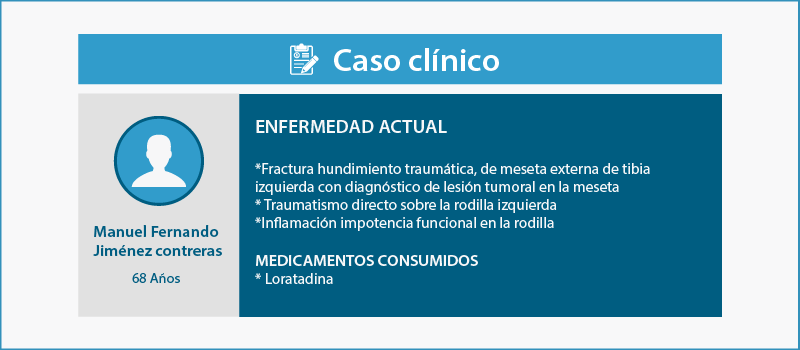 Caso clínico
Manuel Fernando
Jiménez contreras
68 Años
ENFERMEDAD ACTUAL
*Fractura hundimiento traumática, de meseta externa de tibia
izquierda con diagnóstico de lesión tumoral en la meseta
* Traumatismo directo sobre la rodilla izquierda
*Inflamación impotencia funcional en la rodilla
MEDICAMENTOS CONSUMIDOS
* Loratadina